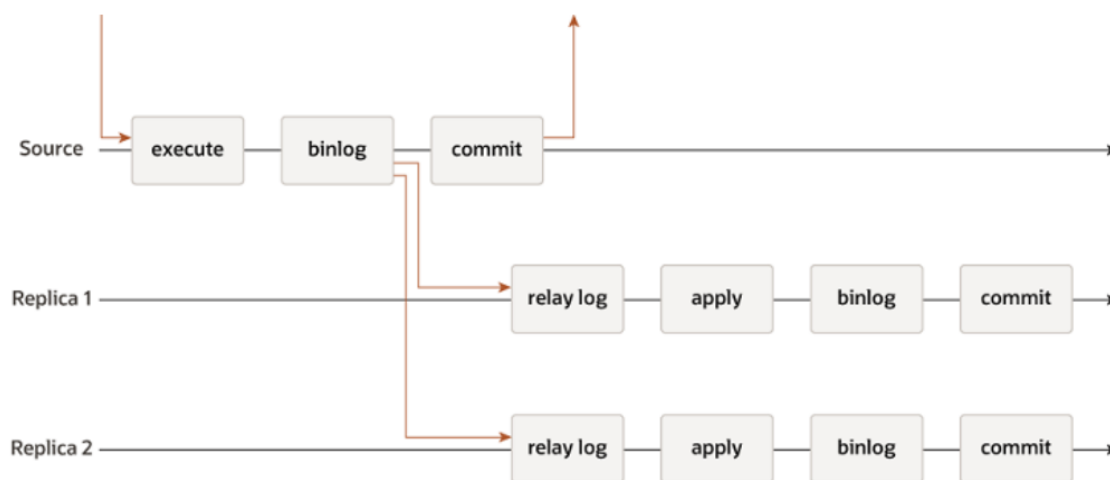 Source execute binlog commit
Replica 1 relay log apply binlog commit
Replica 2 relay log apply binlog commit